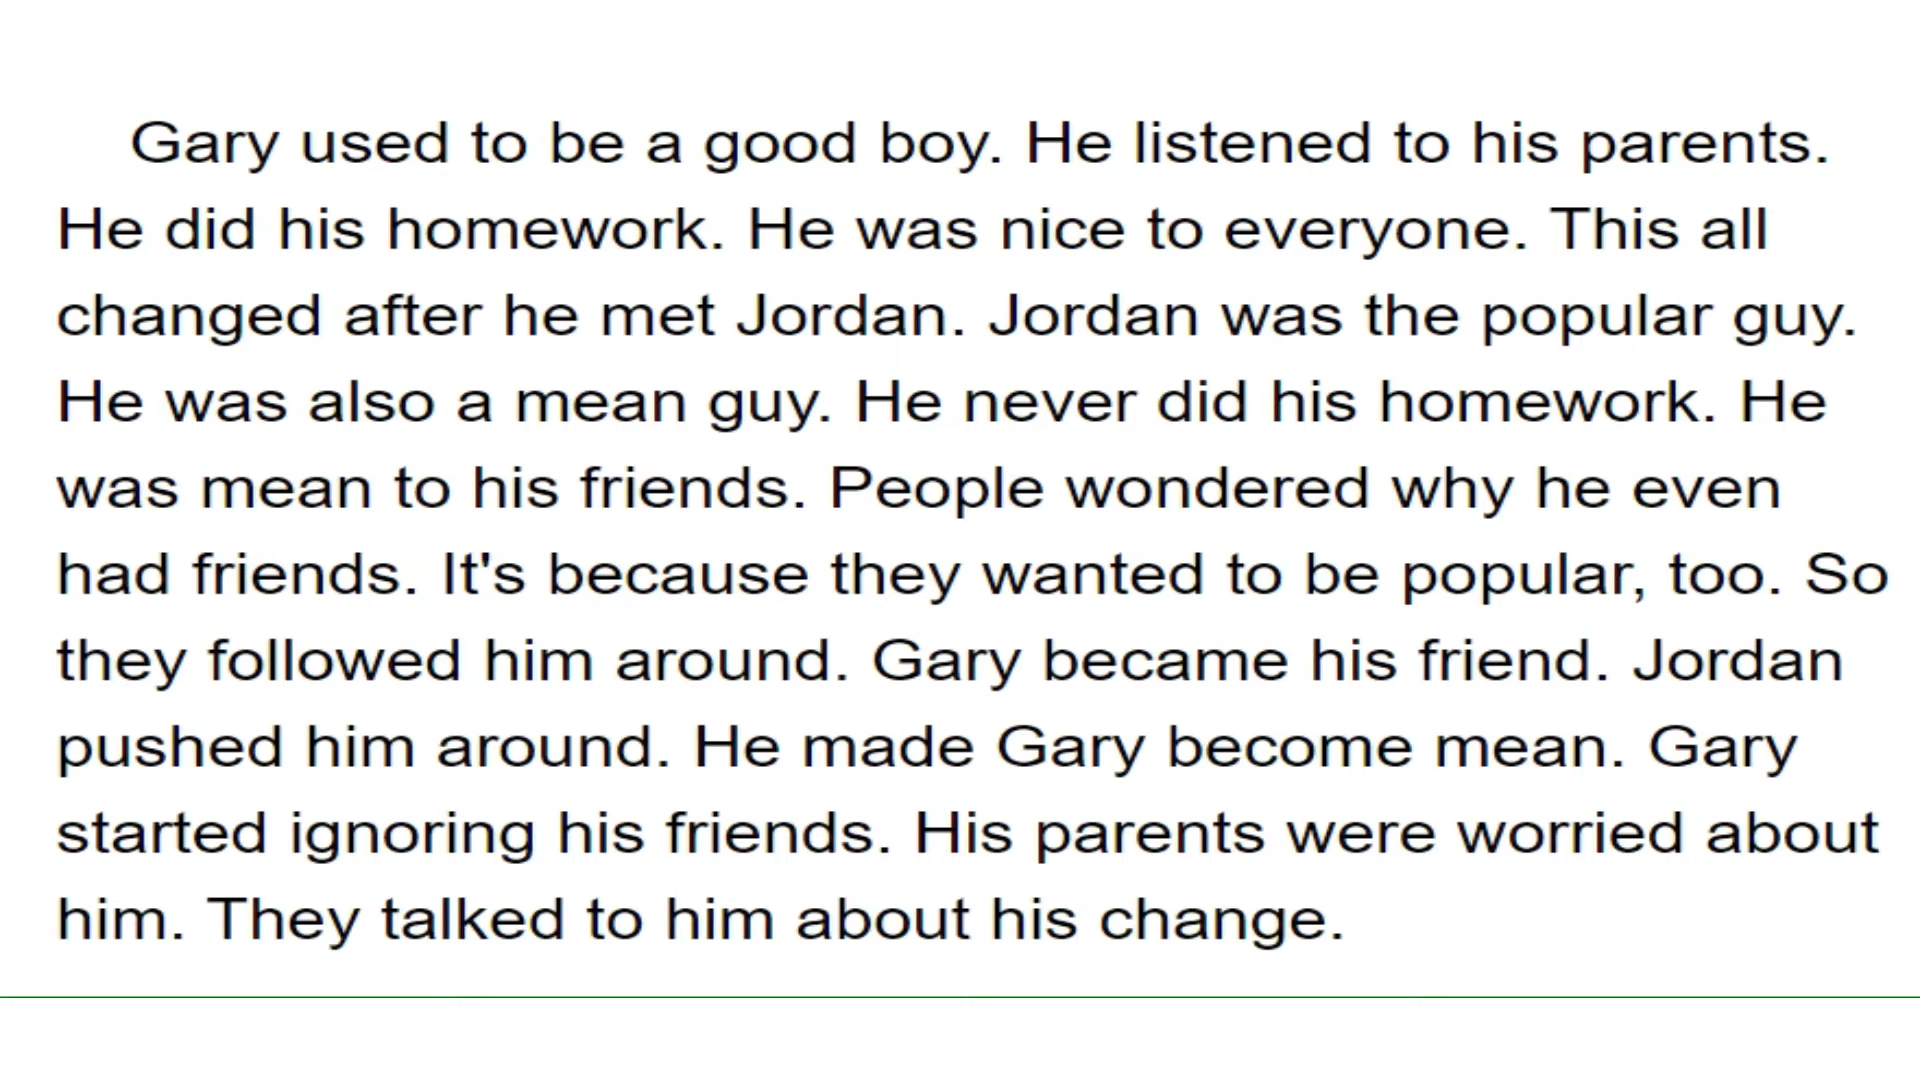 Gary used to be a good boy. He listened to his parents.
He did his homework. He was nice to everyone. This all
changed after he met Jordan. Jordan was the popular guy.
He was also a mean guy. He never did his homework. He
was mean to his friends. People wondered why he even
had friends. It's because they wanted to be popular, too. So
they followed him around. Gary became his friend. Jordan
pushed him around. He made Gary become mean. Gary
started ignoring his friends. His parents were worried about
him. They talked to him about his change.